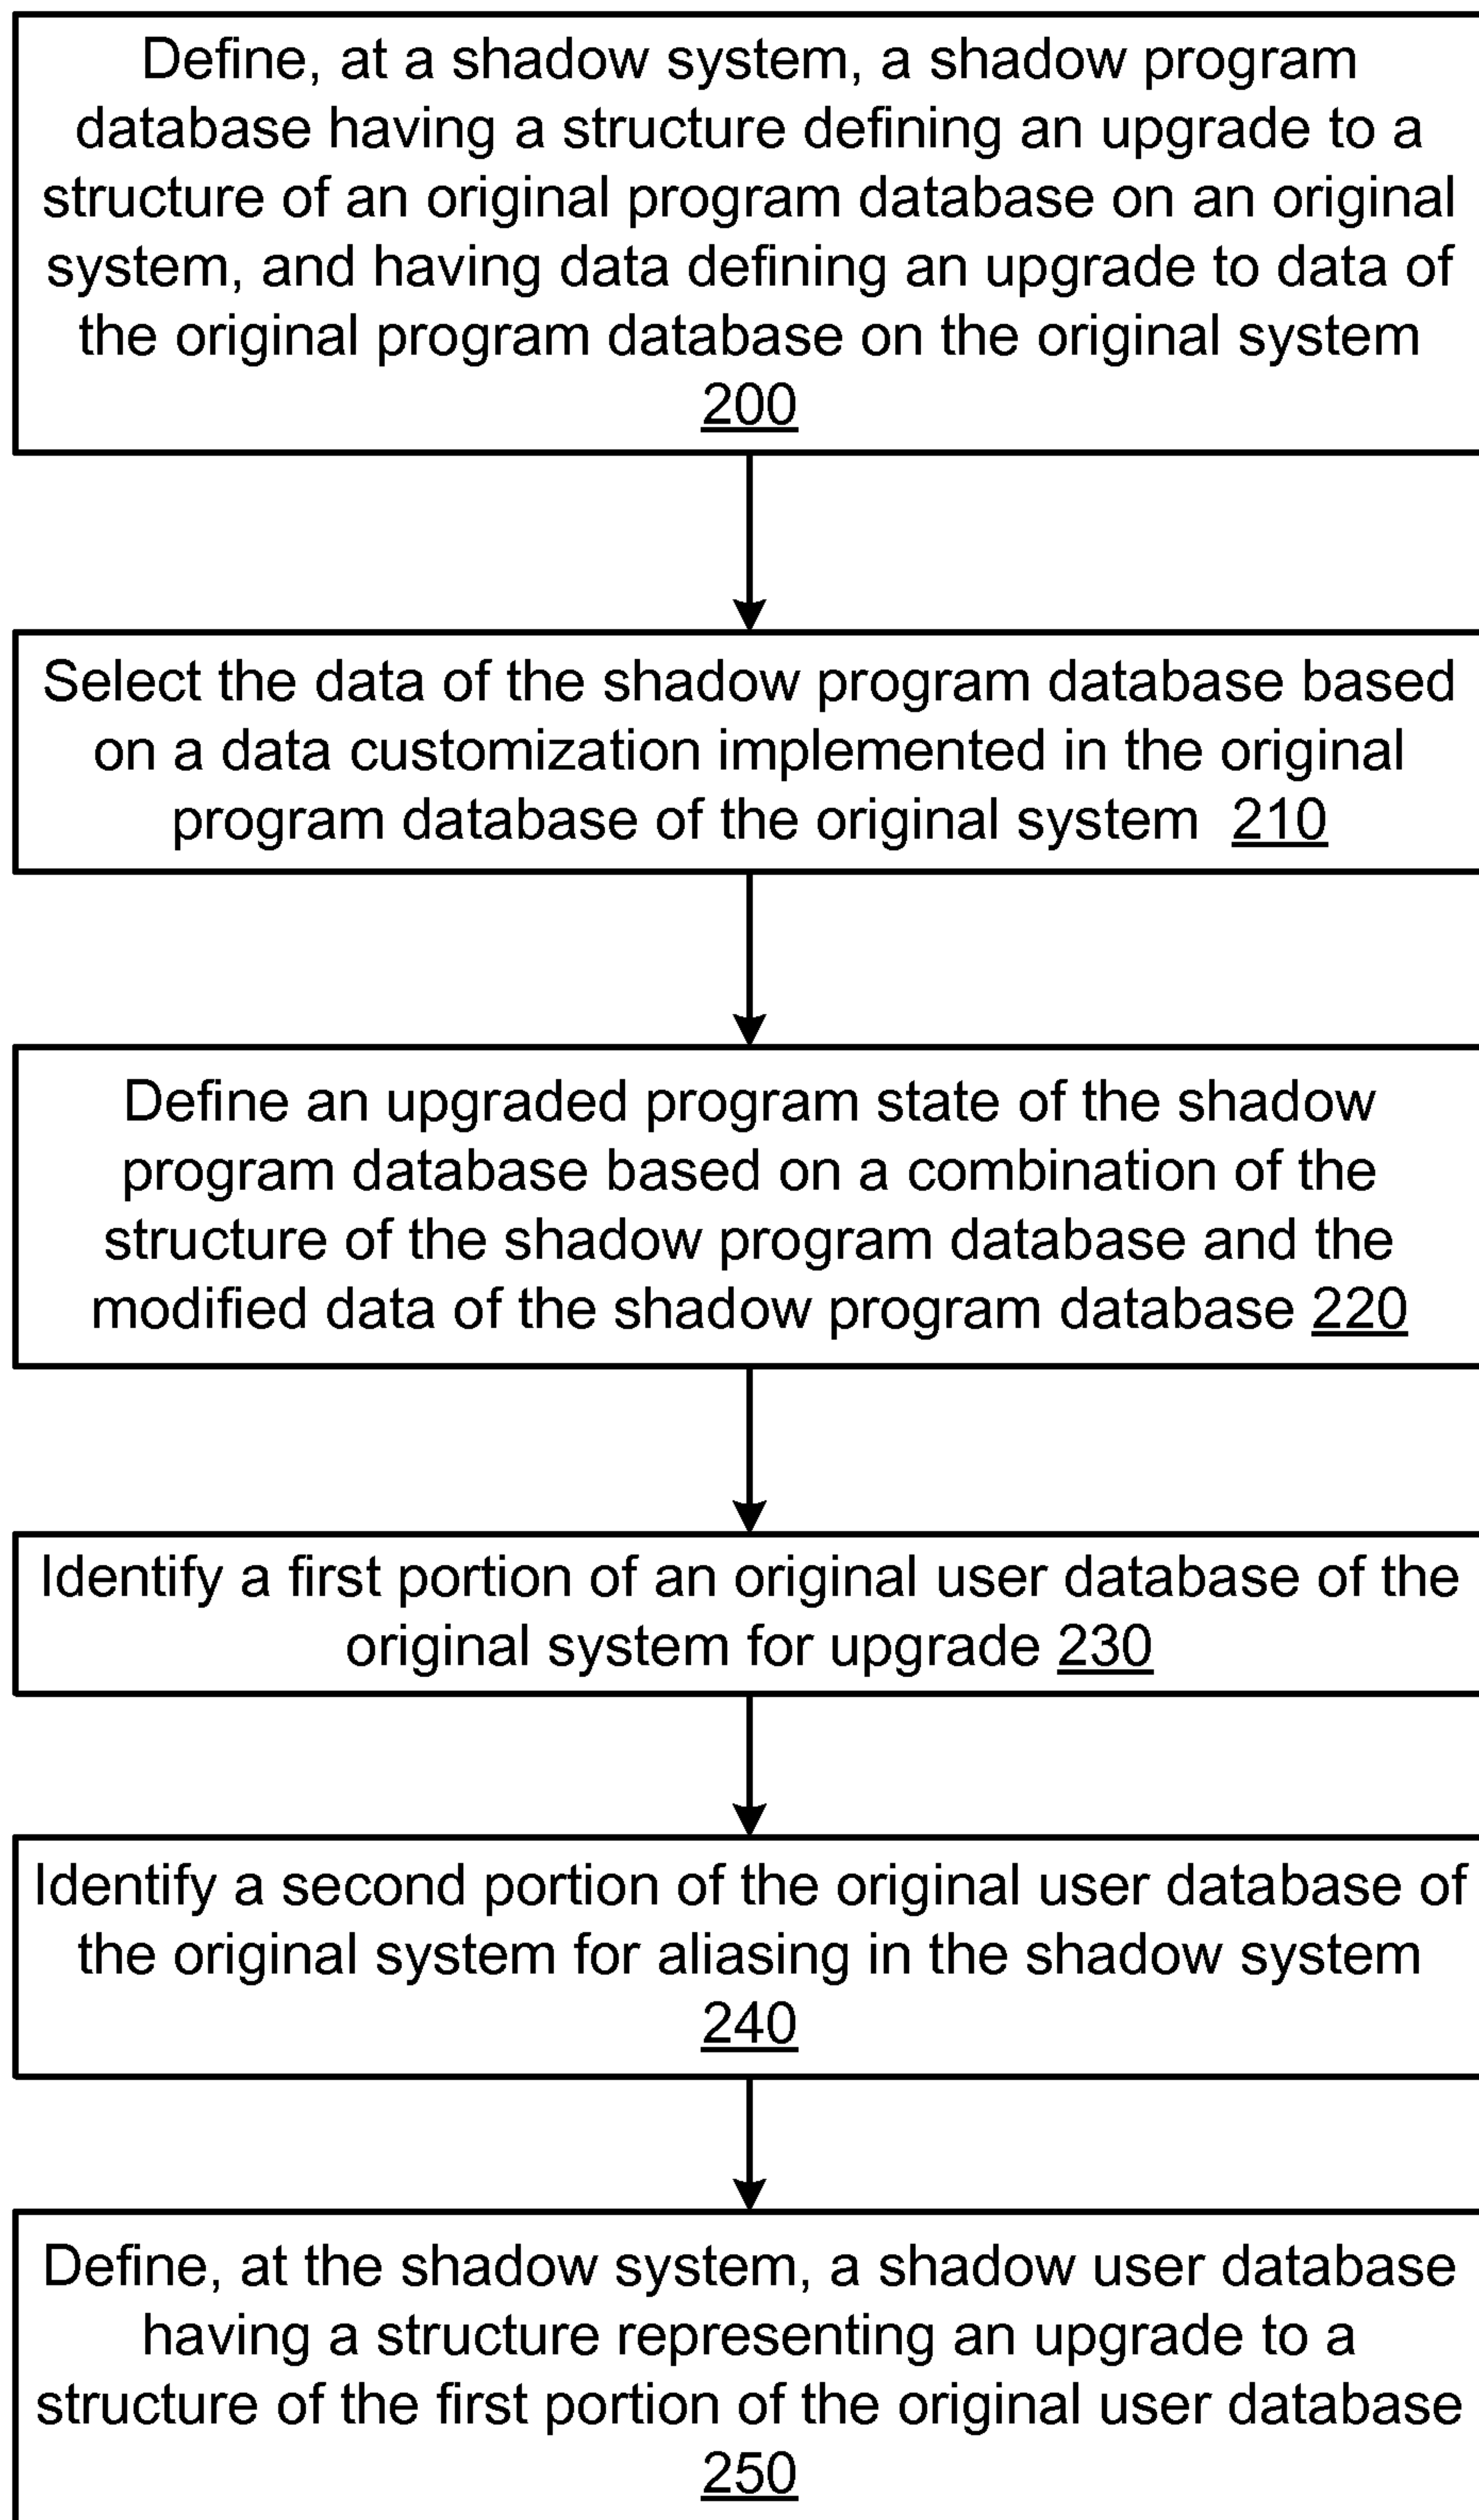 Define, at a shadow system, a shadow program
database having a structure defining an upgrade to a
structure of an original program database on an original
system, and having data defining an upgrade to data of
the original program database on the original system
200
Select the data of the shadow program database based
on a data customization implemented in the original
program database of the original system 210
Define an upgraded program state of the shadow
program database based on a combination of the
structure of the shadow program database and the
modified data of the shadow program database 220
Identify a first portion of an original user database of the
original system for upgrade 230
Identify a second portion of the original user database of
the original system for aliasing in the shadow system
240
Define, at the shadow system, a shadow user database
having a structure representing an upgrade to a
structure of the first portion of the original user database
250